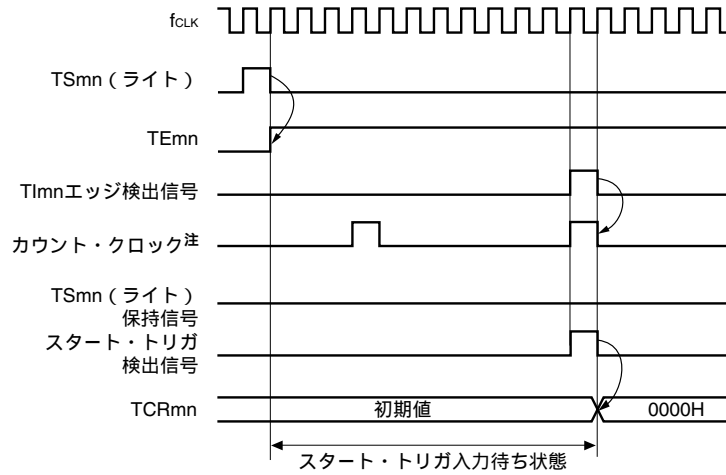 fCLK
TSmn（ライト）
TEmn
TImnエッジ検出信号
カウント・クロック注
TSmn（ライト）
保持信号
スタート・トリガ
検出信号
TCRmn
初期値
0000H
スタート・トリガ入力待ち状態